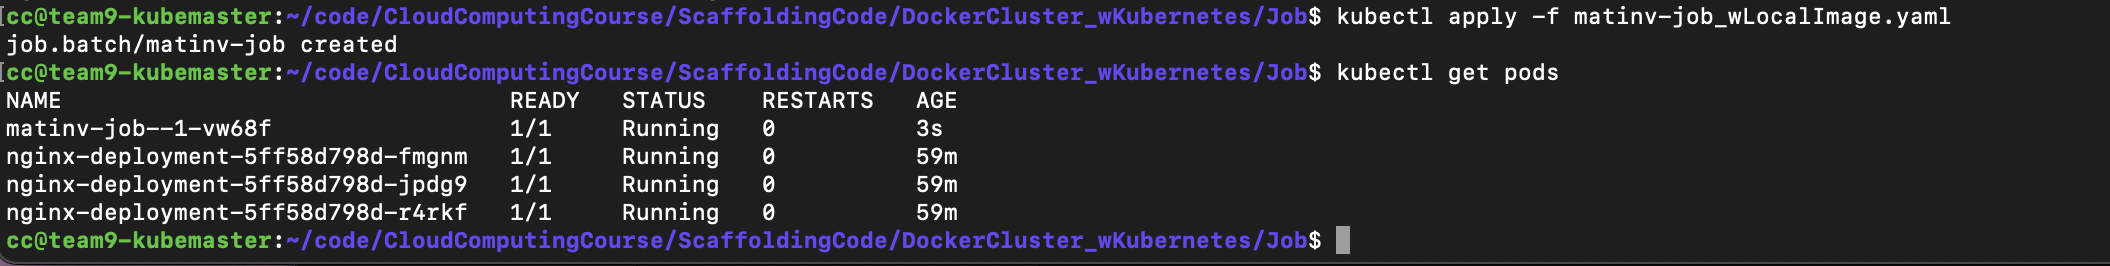 cc@team9-kubemaster:~/code/CloudComputingCourse/ScaffoldingCode/DockerCluster_wKubernetes/Job$ kubectl apply -f matinv-job_wLocalImage.yaml
job.batch/matinv-job created
cc@team9-kubemaster:~/code/CloudComputingCourse/ScaffoldingCode/DockerCluster_wKubernetes/Job$ kubectl get pods
NAME READY STATUS RESTARTS AGE
matinv-job--1-vw68f 1/1 Running 0 3s
nginx-deployment-5ff58d798d-fmgnm 1/1 Running 0 59m
nginx-deployment-5ff58d798d-jpdg9 1/1 Running 0 59m
nginx-deployment-5ff58d798d-r4rkf 1/1 Running 0 59m
cc@team9-kubemaster:~/code/CloudComputingCourse/ScaffoldingCode/DockerCluster_wKubernetes/Job$